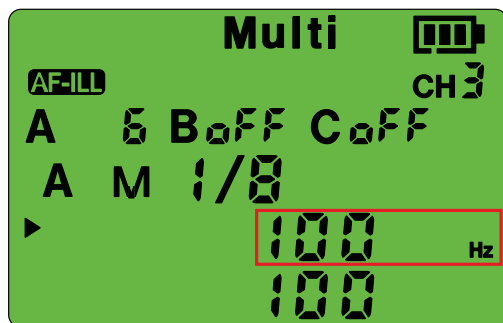 Multi
AF-ILL CH 3
A 6 B oFF C oFF
A M 1/8
100 Hz
100